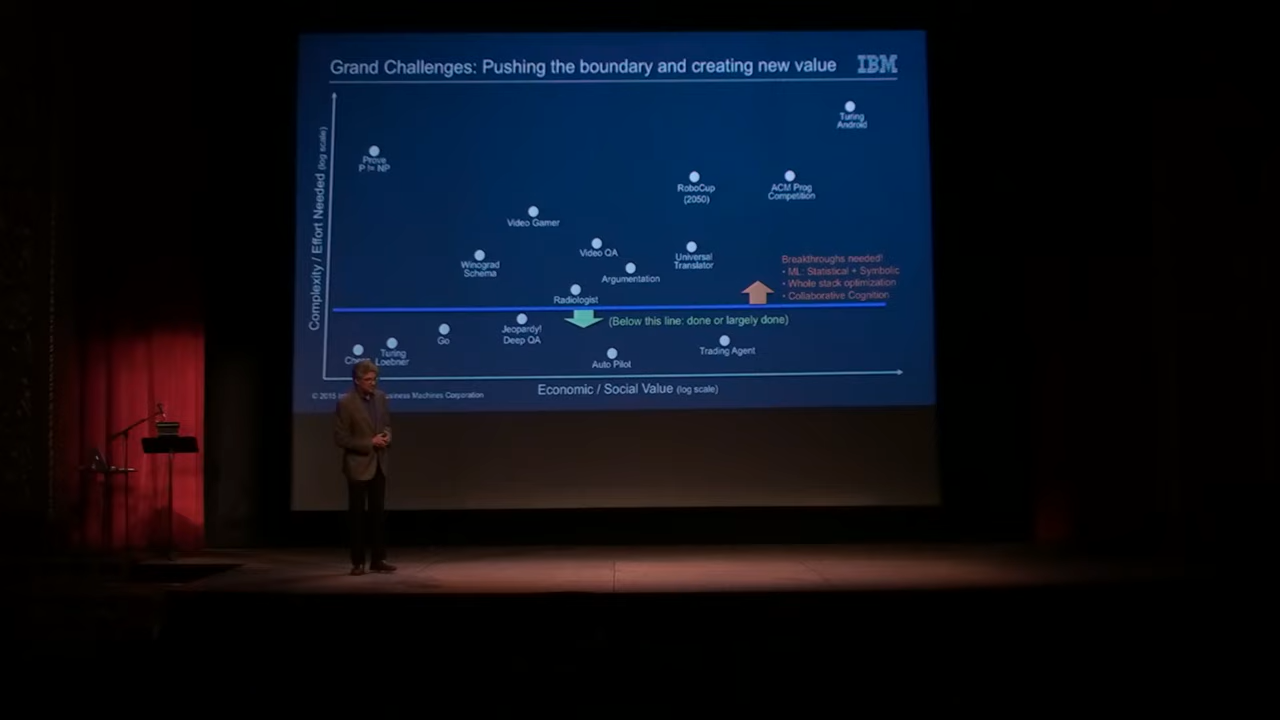 Grand Challenges: Pushing the boundary and creating new value
IBM
Complexity / Effort Needed (log scale)
Turing
Android
Prove
P != NP
RoboCup
(2050)
ACM Prog
Competition
Video Gamer
Video QA
Universal
Translator
Winograd
Schema
Argumentation
Radiologist
Breakthroughs needed!
• ML: Statistical + Symbolic
• Whole stack optimization
• Collaborative Cognition
(Below this line: done or largely done)
Go
Jeopardy!
Deep QA
Turing
Loebner
Auto Pilot
Trading Agent
Economic / Social Value (log scale)
© 2015 Machines Corporation